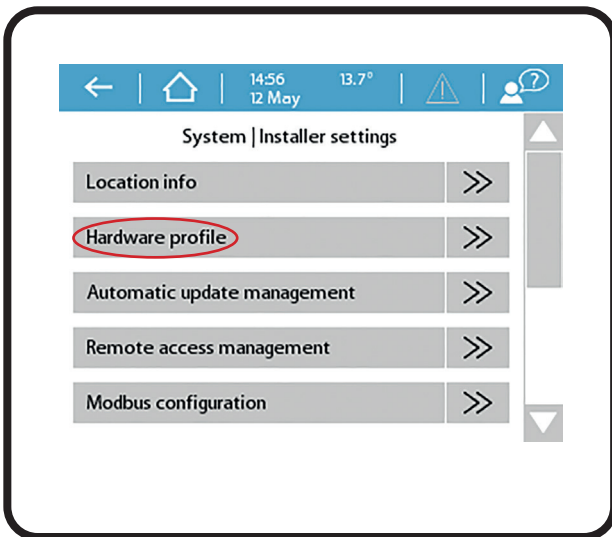 14:56 13.7°
12 May
?
System | Installer settings
Location info
Hardware profile
Automatic update management
Remote access management
Modbus configuration